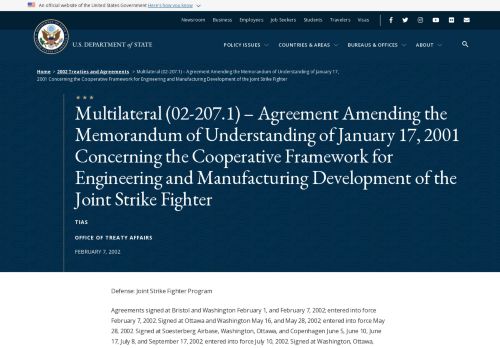 An official website of the United States Government Here's how you know
Newsroom Business Employees Job Seekers Students Travelers Visas
U.S. DEPARTMENT of STATE
POLICY ISSUES COUNTRIES & AREAS BUREAUS & OFFICES ABOUT
Home > 2002 Treaties and Agreements > Multilateral (02-207.1) – Agreement Amending the Memorandum of Understanding of January 17,
2001 Concerning the Cooperative Framework for Engineering and Manufacturing Development of the Joint Strike Fighter
Multilateral (02-207.1) – Agreement Amending the
Memorandum of Understanding of January 17, 2001
Concerning the Cooperative Framework for
Engineering and Manufacturing Development of the
Joint Strike Fighter
TIAS
OFFICE OF TREATY AFFAIRS
FEBRUARY 7, 2002
Defense: Joint Strike Fighter Program
Agreements signed at Bristol and Washington February 1, and February 7, 2002; entered into force
February 7, 2002. Signed at Ottawa and Washington May 16, and May 28, 2002; entered into force May
28, 2002. Signed at Soesterberg Airbase, Washington, Ottawa, and Copenhagen June 5, June 10, June
17, July 8, and September 17, 2002; entered into force July 10, 2002. Signed at Washington, Ottawa,